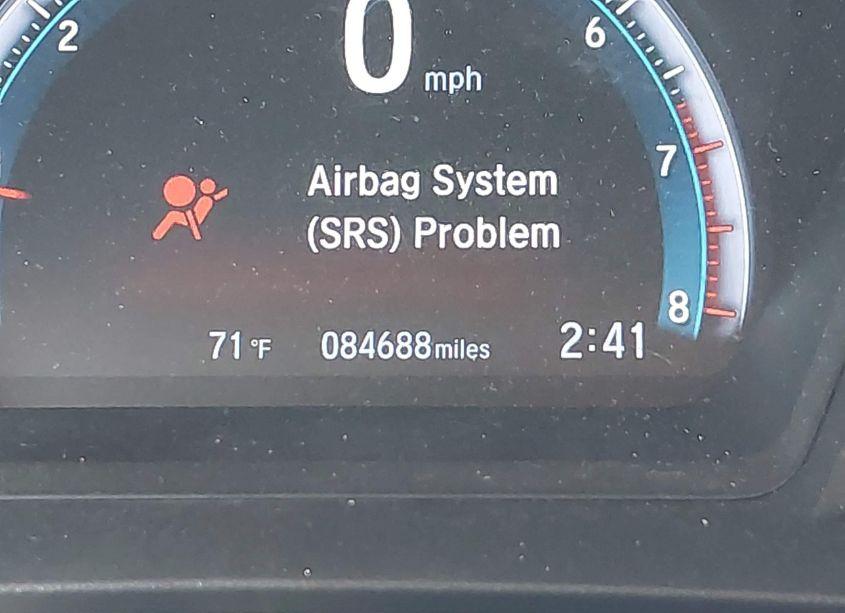 2 0 mph 6
7
Airbag System
(SRS) Problem
8
71 °F 084688 miles 2:41